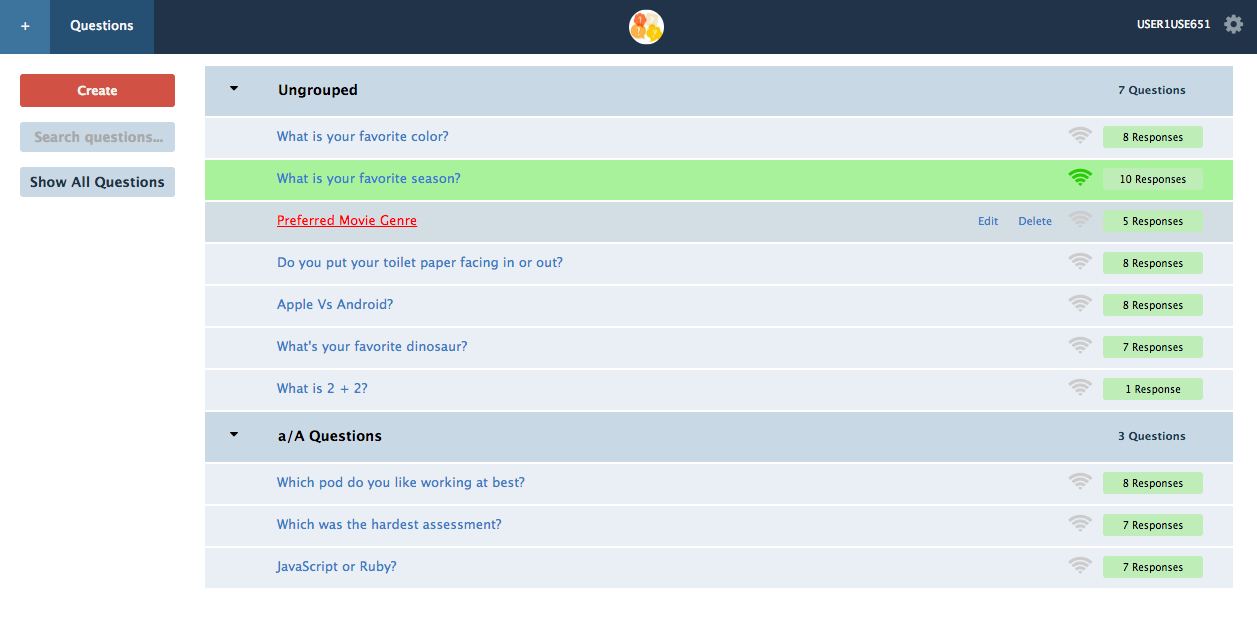 + Questions USER1USE651
Create
Search questions...
Show All Questions
Ungrouped 7 Questions
What is your favorite color? 8 Responses
What is your favorite season? 10 Responses
Preferred Movie Genre Edit Delete 5 Responses
Do you put your toilet paper facing in or out? 8 Responses
Apple Vs Android? 8 Responses
What's your favorite dinosaur? 7 Responses
What is 2 + 2? 1 Response
a/A Questions 3 Questions
Which pod do you like working at best? 8 Responses
Which was the hardest assessment? 7 Responses
JavaScript or Ruby? 7 Responses